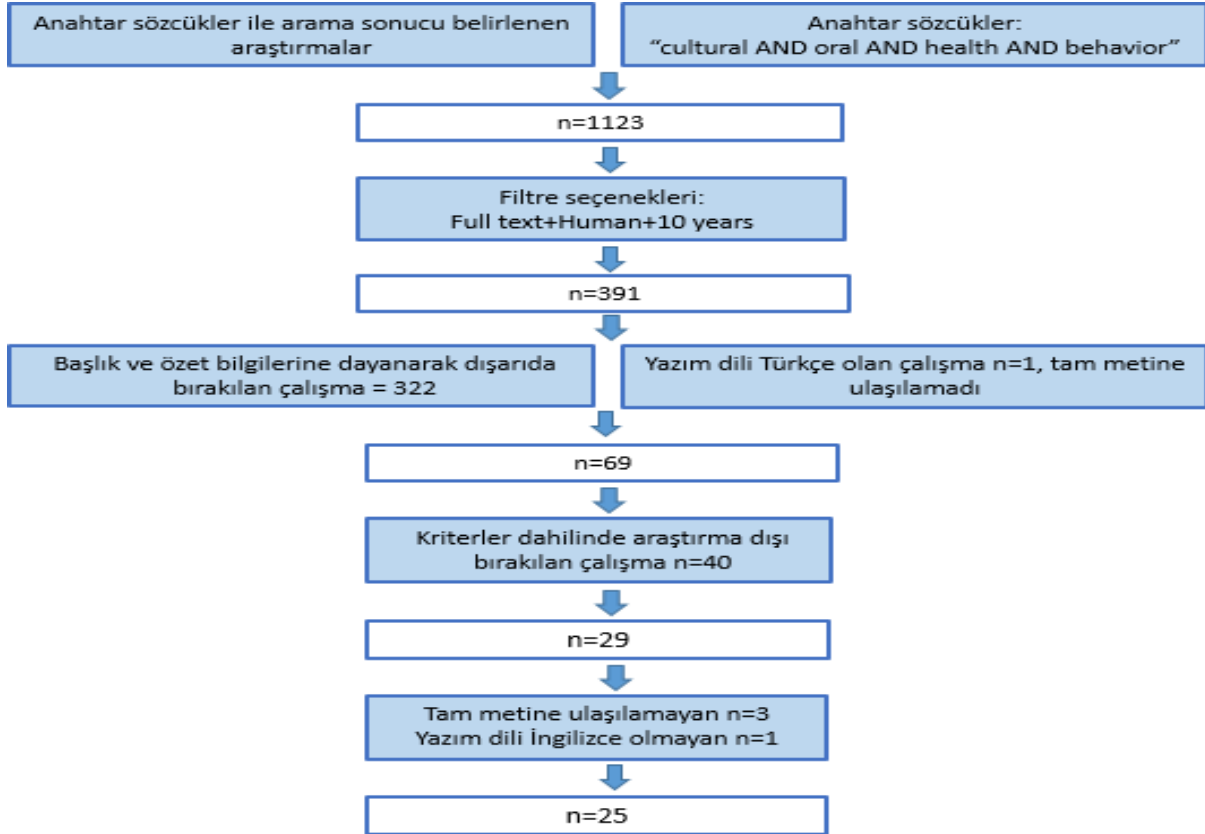 Anahtar sözcükler ile arama sonucu belirlenen
araştırmalar
Anahtar sözcükler:
“cultural AND oral AND health AND behavior”
n=1123
Filtre seçenekleri:
Full text+Human+10 years
n=391
Başlık ve özet bilgilerine dayanarak dışarıda
bırakılan çalışma = 322
Yazım dili Türkçe olan çalışma n=1, tam metine
ulaşılamadı
n=69
Kriterler dahilinde araştırma dışı
bırakılan çalışma n=40
n=29
Tam metine ulaşılamayan n=3
Yazım dili İngilizce olmayan n=1
n=25